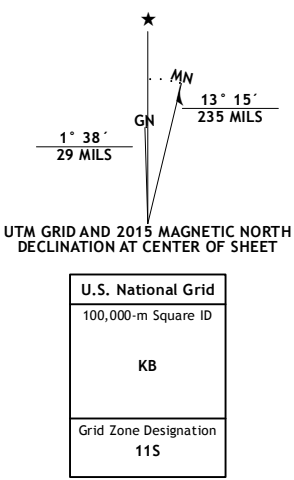 ★
MN
GN
13° 15´
235 MILS
1° 38´
29 MILS
UTM GRID AND 2015 MAGNETIC NORTH
DECLINATION AT CENTER OF SHEET
U.S. National Grid
100,000-m Square ID
KB
Grid Zone Designation
11S